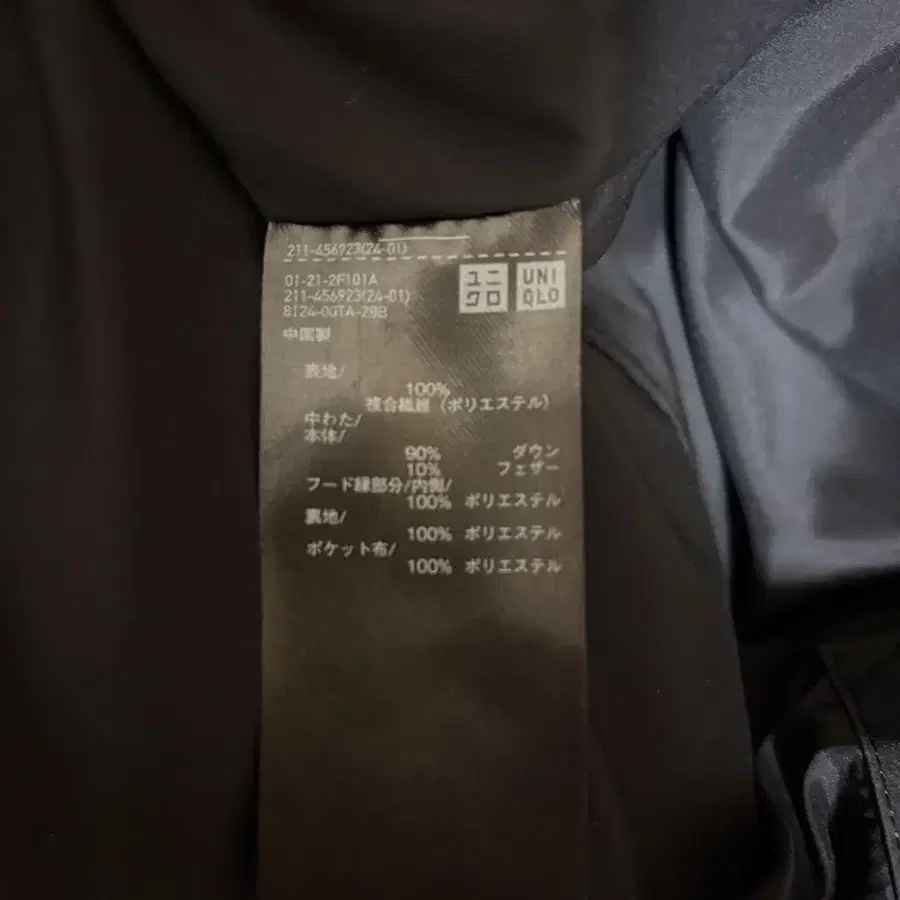 211-456923(24-01)
01-21-2F101A
211-456923(24-01)
8124-00TA-29B
ユニクロ
UNIQLO
中国製
表地/
100%
複合繊維（ポリエステル）
中わた/
本体/
90% ダウン
10% フェザー
フード縁部分/内側/
100% ポリエステル
裏地/
100% ポリエステル
ポケット布/
100% ポリエステル